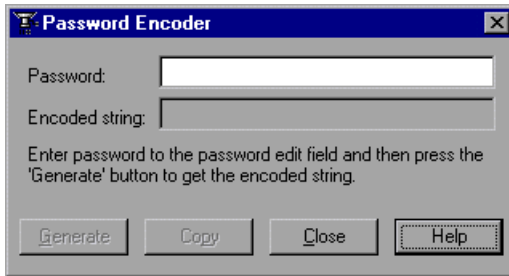 Password Encoder
Password:
Encoded string:
Enter password to the password edit field and then press the
'Generate' button to get the encoded string.
Generate Copy Close Help